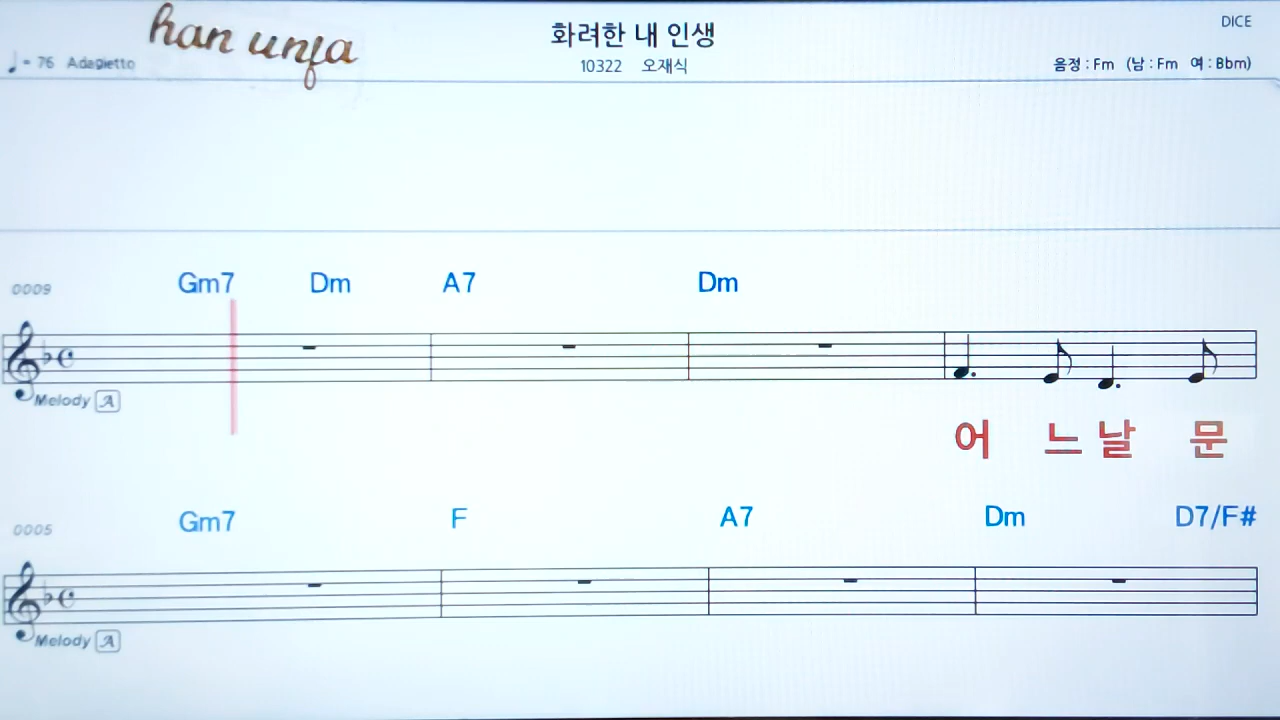 han unfa
화려한 내 인생
DICE
♩= 76 Adagietto
10322 오재식
음정 : Fm (남 : Fm 여 : Bbm)
0009 Gm7 Dm A7 Dm
Melody A
어 느 날 문
0005 Gm7 F A7 Dm D7/F#
Melody A